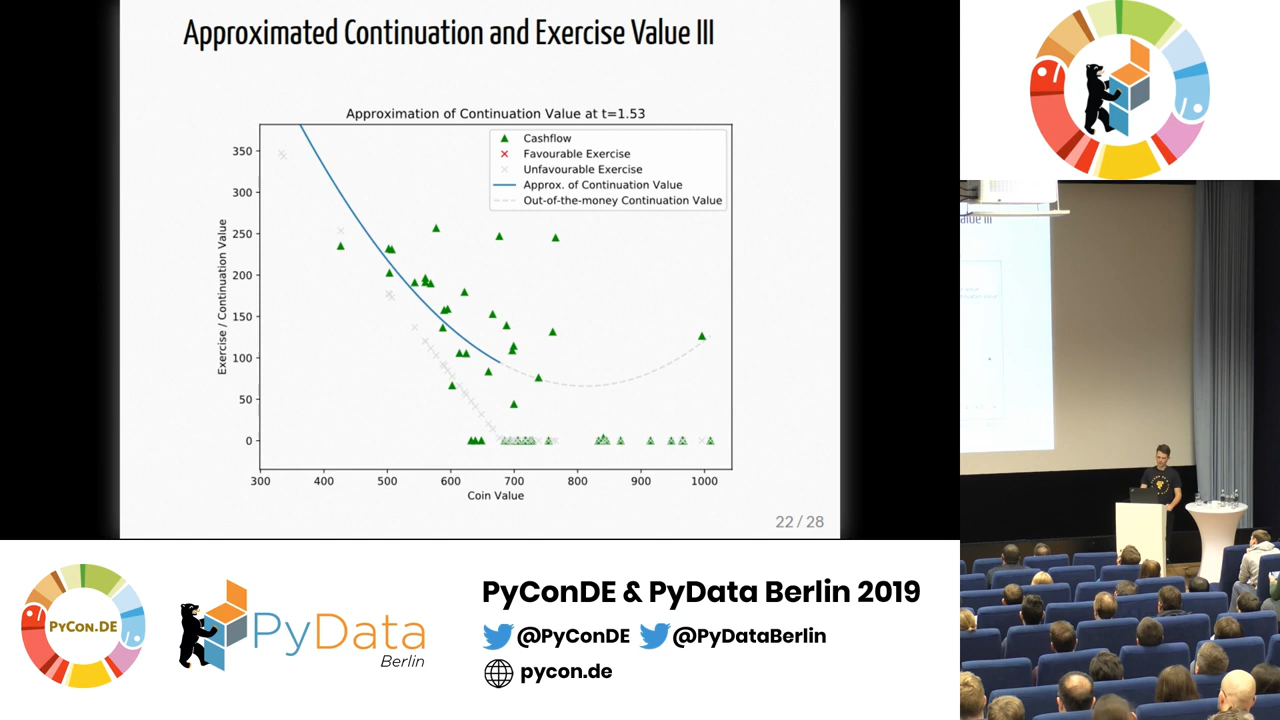 Approximated Continuation and Exercise Value III
Approximation of Continuation Value at t=1.53
Cashflow
Favourable Exercise
Unfavourable Exercise
Approx. of Continuation Value
Out-of-the-money Continuation Value
Exercise / Continuation Value
350
300
250
200
150
100
50
0
300 400 500 600 700 800 900 1000
Coin Value
22 / 28
alue III
PyCon.DE
PyData
Berlin
PyConDE & PyData Berlin 2019
@PyConDE @PyDataBerlin
pycon.de